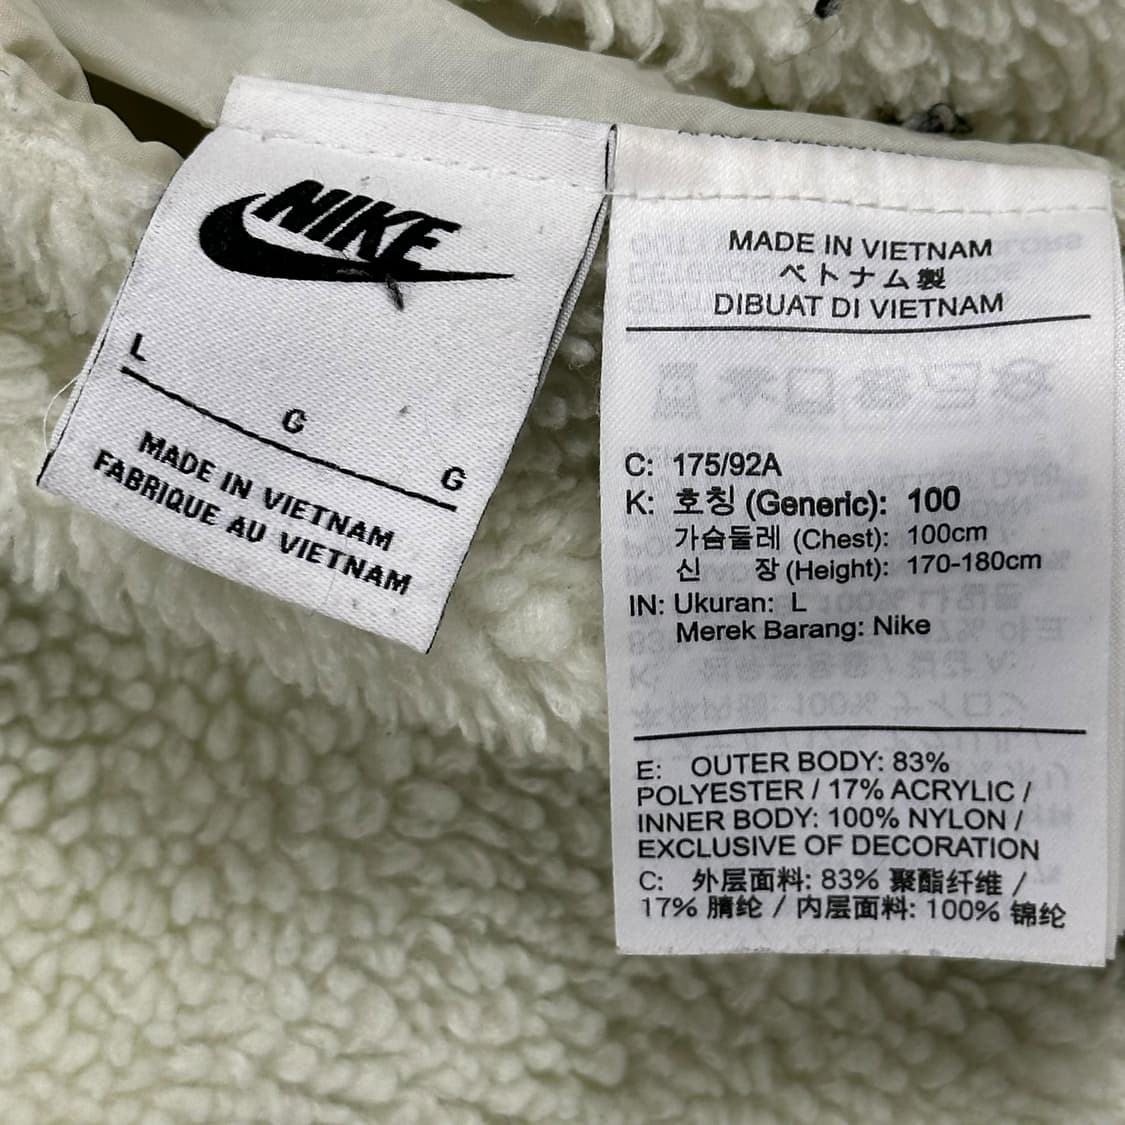 NIKE
L
G
G
MADE IN VIETNAM
FABRIQUE AU VIETNAM
MADE IN VIETNAM
ベトナム製
DIBUAT DI VIETNAM
C: 175/92A
K: 호칭 (Generic): 100
가슴둘레 (Chest): 100cm
신 장 (Height): 170-180cm
IN: Ukuran: L
Merek Barang: Nike
E: OUTER BODY: 83%
POLYESTER / 17% ACRYLIC /
INNER BODY: 100% NYLON /
EXCLUSIVE OF DECORATION
C: 外层面料: 83% 聚酯纤维 /
17% 腈纶 / 内层面料: 100% 锦纶